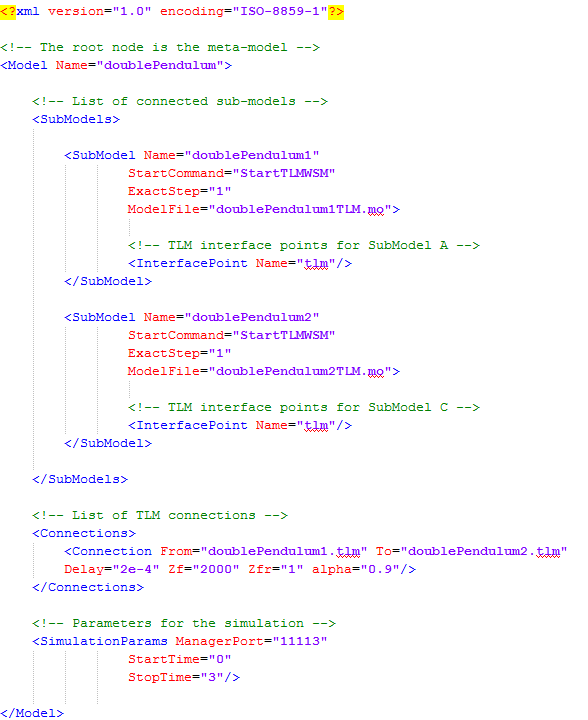 <?xml version="1.0" encoding="ISO-8859-1"?>
<!-- The root node is the meta-model -->
<Model Name="doublePendulum">
<!-- List of connected sub-models -->
<SubModels>
<SubModel Name="doublePendulum1"
StartCommand="StartTLMWSM"
ExactStep="1"
ModelFile="doublePendulum1TLM.mo">
<!-- TLM interface points for SubModel A -->
<InterfacePoint Name="tlm"/>
</SubModel>
<SubModel Name="doublePendulum2"
StartCommand="StartTLMWSM"
ExactStep="1"
ModelFile="doublePendulum2TLM.mo">
<!-- TLM interface points for SubModel C -->
<InterfacePoint Name="tlm"/>
</SubModel>
</SubModels>
<!-- List of TLM connections -->
<Connections>
<Connection From="doublePendulum1.tlm" To="doublePendulum2.tlm"
Delay="2e-4" Zf="2000" Zfr="1" alpha="0.9"/>
</Connections>
<!-- Parameters for the simulation -->
<SimulationParams ManagerPort="11113"
StartTime="0"
StopTime="3"/>
</Model>